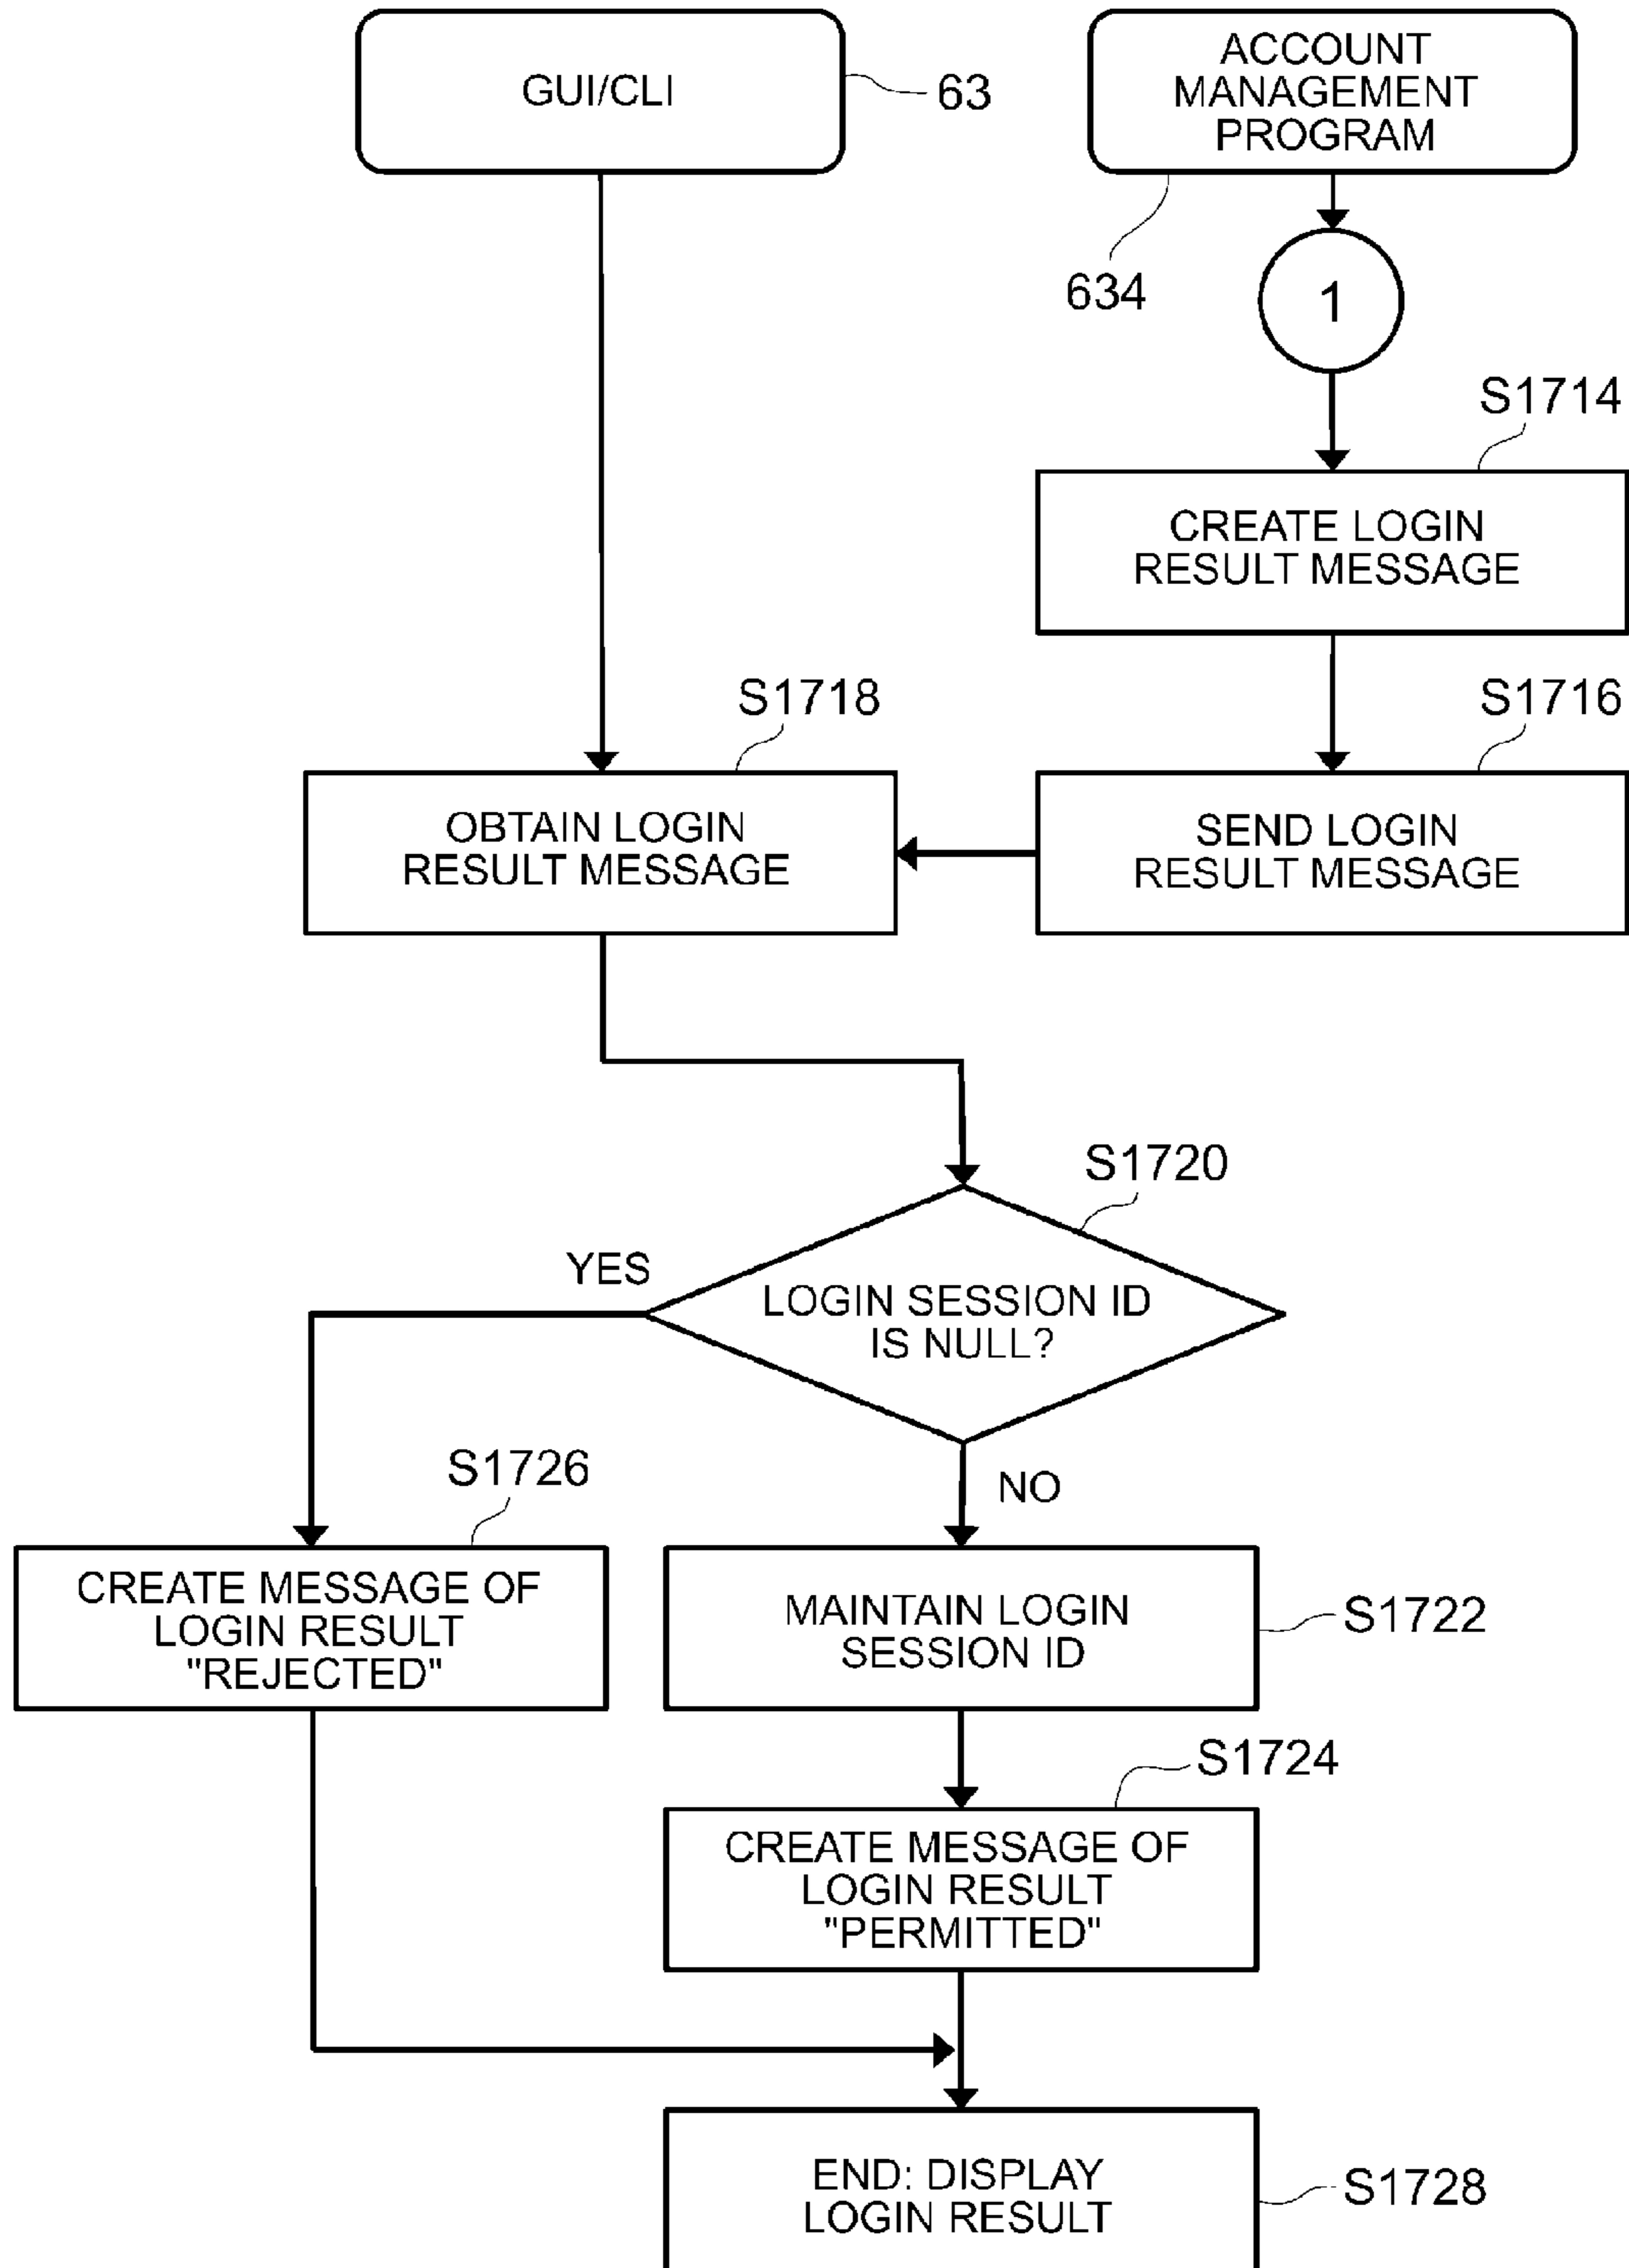 GUI/CLI
63
ACCOUNT
MANAGEMENT
PROGRAM
634
1
S1714
CREATE LOGIN
RESULT MESSAGE
S1718
S1716
OBTAIN LOGIN
RESULT MESSAGE
SEND LOGIN
RESULT MESSAGE
S1720
YES
LOGIN SESSION ID
IS NULL?
S1726
NO
CREATE MESSAGE OF
LOGIN RESULT
"REJECTED"
MAINTAIN LOGIN
SESSION ID
S1722
S1724
CREATE MESSAGE OF
LOGIN RESULT
"PERMITTED"
END: DISPLAY
LOGIN RESULT
S1728